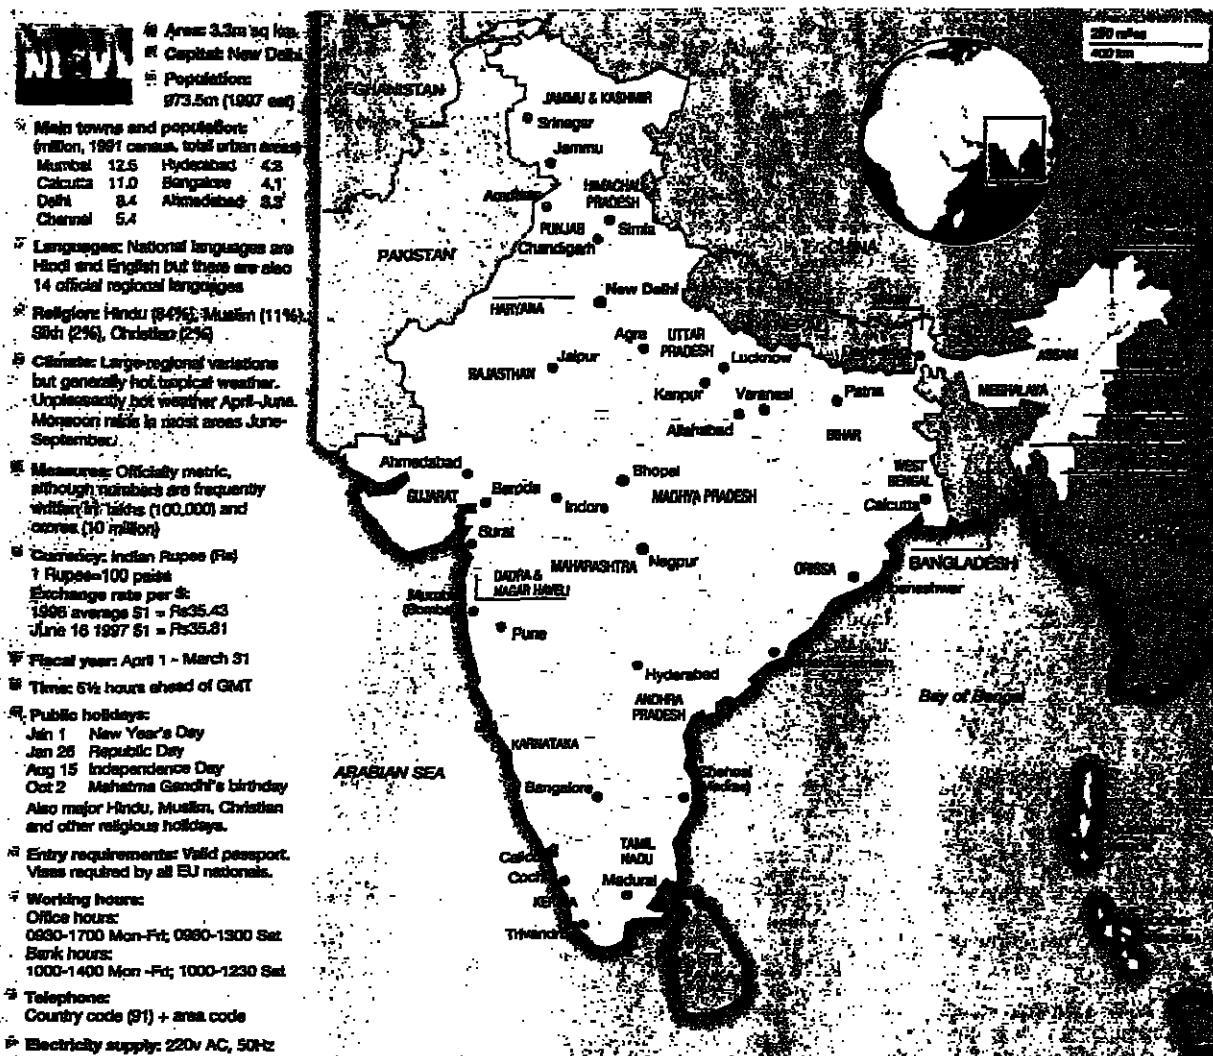 Area: 3.3m sq km.
Capital: New Delhi
Population:
973.5m (1997 est)
Main towns and population:
(million, 1991 census, total urban areas)
Mumbai 12.6 Hyderabad 4.3
Calcutta 11.0 Bangalore 4.1
Delhi 8.4 Ahmedabad 3.3
Chennai 5.4
Languages: National languages are
Hindi and English but there are also
14 official regional languages
Religion: Hindu (84%), Muslim (11%),
Sikh (2%), Christian (2%)
Climate: Large regional variations
but generally hot tropical weather.
Unpleasantly hot weather April-June.
Monsoon rains in most areas June-
September.
Measures: Officially metric,
although numbers are frequently
written in lakhs (100,000) and
crores (10 million)
Currency: Indian Rupee (Rs)
1 Rupee=100 paise
Exchange rate per $:
1996 average $1 = Rs35.43
June 16 1997 $1 = Rs35.81
Fiscal year: April 1 - March 31
Time: 5½ hours ahead of GMT
Public holidays:
Jan 1 New Year's Day
Jan 26 Republic Day
Aug 15 Independence Day
Oct 2 Mahatma Gandhi's birthday
Also major Hindu, Muslim, Christian
and other religious holidays.
Entry requirements: Valid passport.
Visas required by all EU nationals.
Working hours:
Office hours:
0930-1700 Mon-Fri; 0930-1300 Sat
Bank hours:
1000-1400 Mon -Fri; 1000-1230 Sat
Telephone:
Country code (91) + area code
Electricity supply: 220v AC, 50Hz
250 miles
400 km
AFGHANISTAN
JAMMU & KASHMIR
Srinagar
Jammu
Amritsar
HIMACHAL
PRADESH
PUNJAB
Simla
Chandigarh
PAKISTAN
CHINA
New Delhi
HARYANA
Agra
UTTAR
PRADESH
Lucknow
Jaipur
RAJASTHAN
Kanpur
Varanasi
Patna
Allahabad
BIHAR
ASSAM
MEGHALAYA
Ahmedabad
GUJARAT
Baroda
Indore
Bhopal
MADHYA PRADESH
WEST
BENGAL
Calcutta
Surat
MAHARASHTRA
Nagpur
DADRA &
NAGAR HAVELI
ORISSA
BANGLADESH
Mumbai
(Bombay)
Pune
Hyderabad
ANDHRA
PRADESH
Bay of Bengal
KARNATAKA
ARABIAN SEA
Bangalore
Chennai
(Madras)
TAMIL
NADU
Calicut
Cochin
Madurai
KERALA
Trivandrum